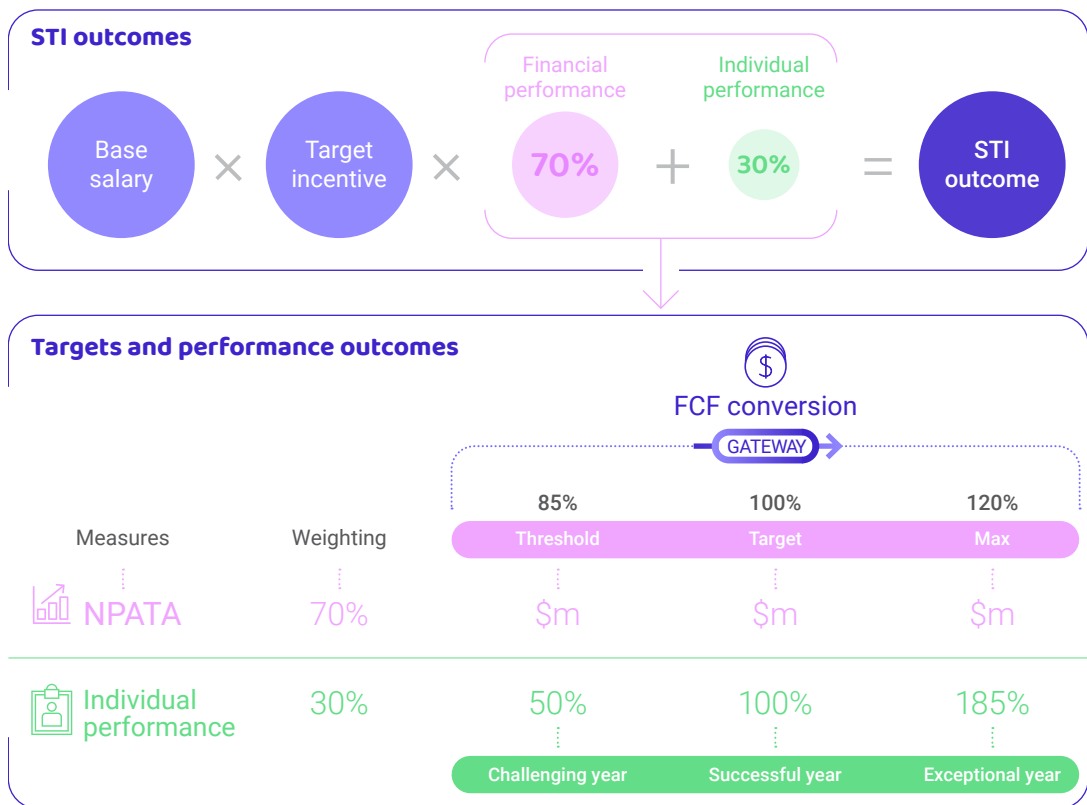 STI outcomes
Financial
performance
Individual
performance
Base
salary
×
Target
incentive
×
70%
+
30%
=
STI
outcome
Targets and performance outcomes
$
FCF conversion
GATEWAY
85%
100%
120%
Measures
Weighting
Threshold
Target
Max
NPATA
70%
$m
$m
$m
Individual
performance
30%
50%
100%
185%
Challenging year
Successful year
Exceptional year